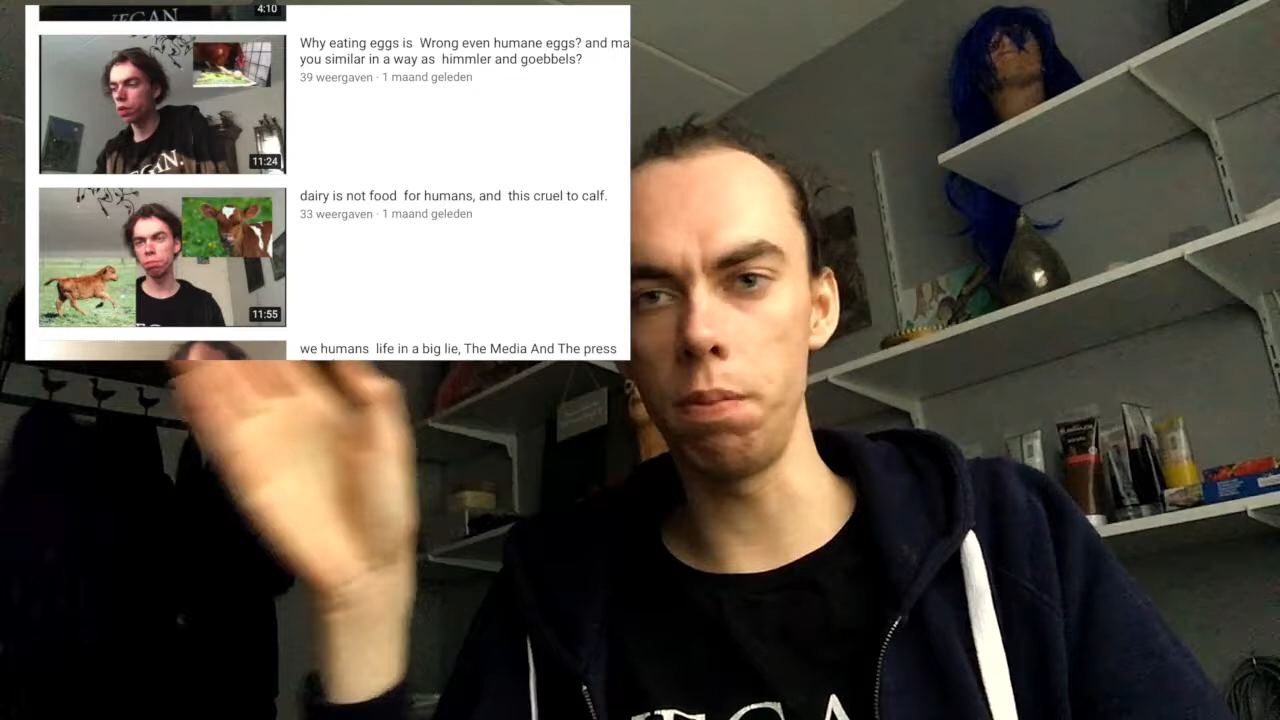 VEGAN.
4:10
Why eating eggs is Wrong even humane eggs? and ma
you similar in a way as himmler and goebbels?
39 weergaven · 1 maand geleden
11:24
dairy is not food for humans, and this cruel to calf.
33 weergaven · 1 maand geleden
11:55
we humans life in a big lie, The Media And The press
VEGA